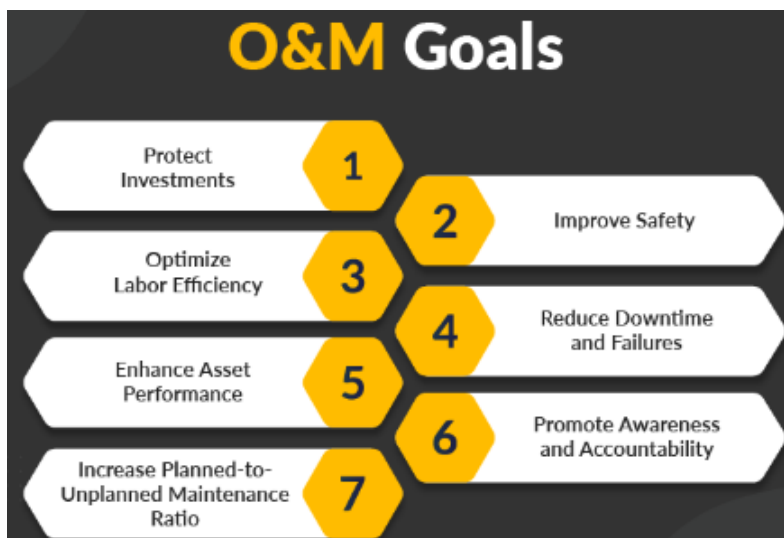 O&M Goals
Protect
Investments
1
2
Improve Safety
Optimize
Labor Efficiency
3
4
Reduce Downtime
and Failures
Enhance Asset
Performance
5
6
Promote Awareness
and Accountability
Increase Planned-to-
Unplanned Maintenance
Ratio
7